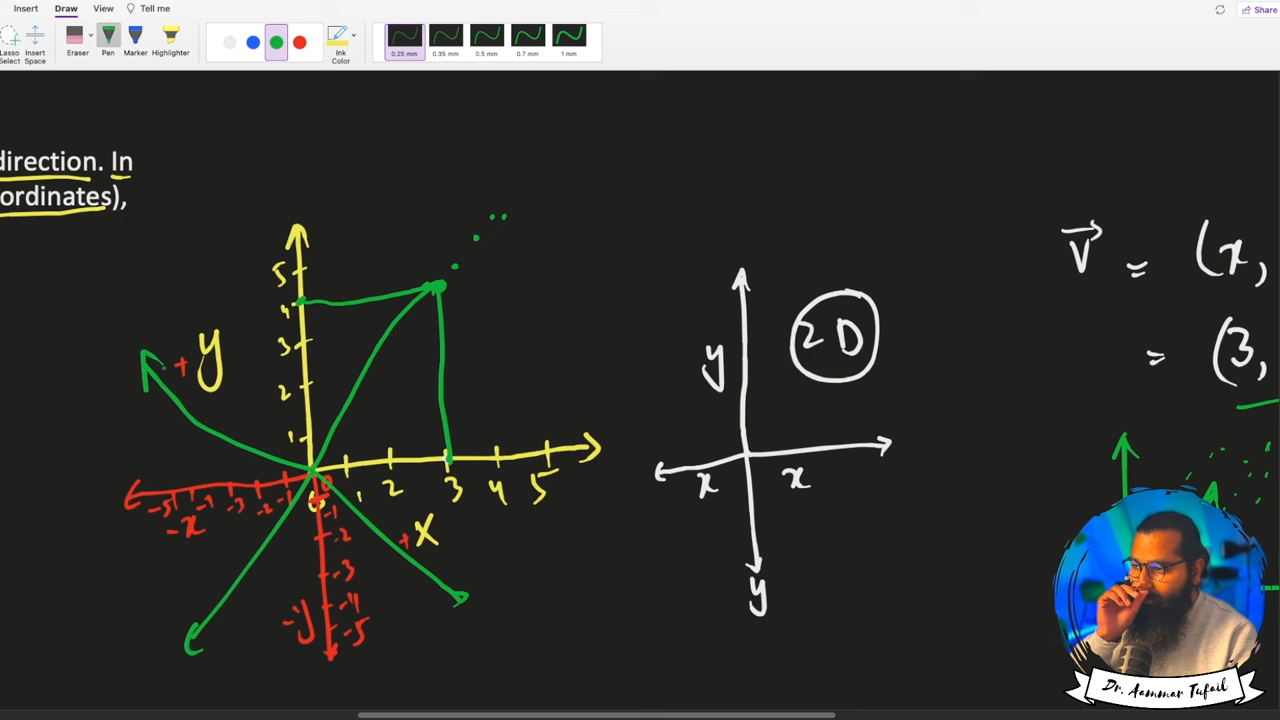 Insert Draw View Tell me
Share
Lasso Select
Insert Space
Eraser
Pen
Marker
Highlighter
Ink Color
0.25 mm
0.35 mm
0.5 mm
0.7 mm
1 mm
direction. In
ordinates),
5
4
3
2
1
+ y
0 1 2 3 4 5
+ x
-5 -3 -2 -1
-x
-1
-2
-3
-4
-5
-y
y
2D
x x
y
V = (x,
= (3,
Dr. Aammar Tufail